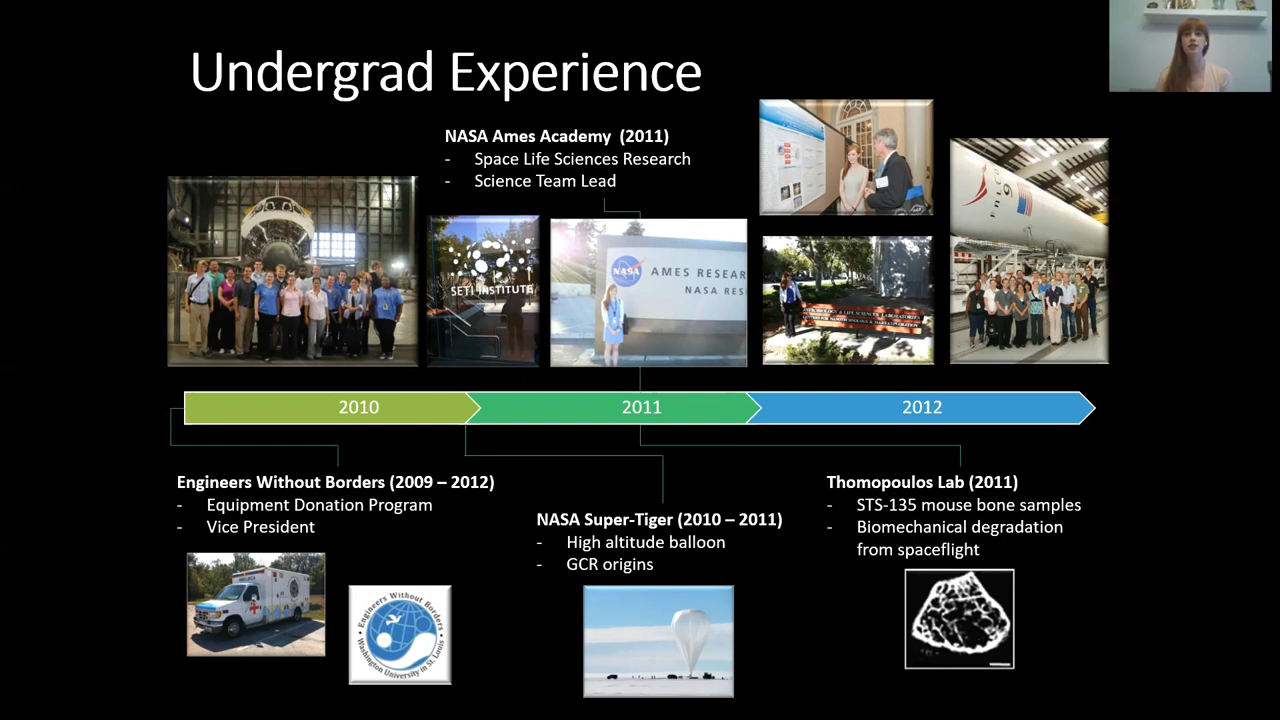 Undergrad Experience
NASA Ames Academy (2011)
- Space Life Sciences Research
- Science Team Lead
SETI INSTITUTE
NASA
AMES RESEAR
NASA RES
FALCON 9
2010
2011
2012
Engineers Without Borders (2009 – 2012)
- Equipment Donation Program
- Vice President
Engineers Without Borders
Washington University in St. Louis
NASA Super-Tiger (2010 – 2011)
- High altitude balloon
- GCR origins
Thomopoulos Lab (2011)
- STS-135 mouse bone samples
- Biomechanical degradation
from spaceflight